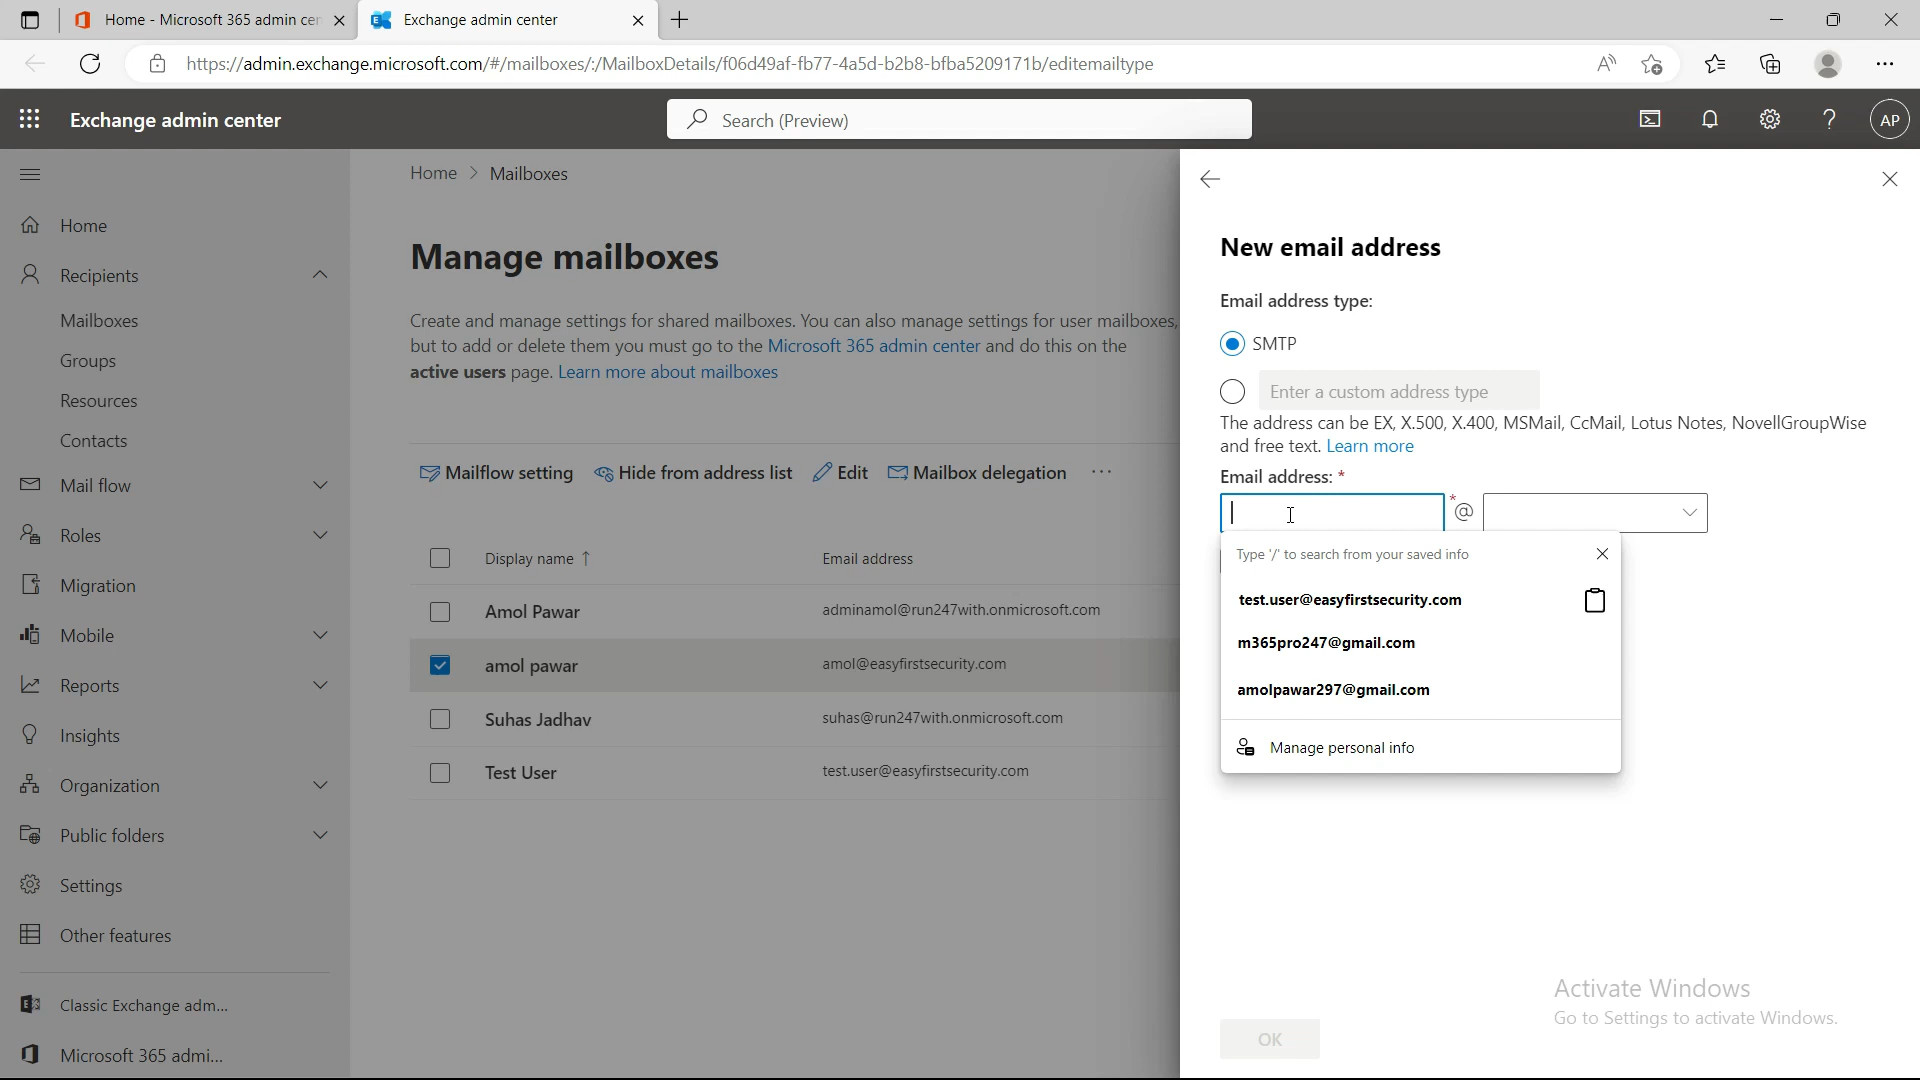 Home - Microsoft 365 admin cen
Exchange admin center
https://admin.exchange.microsoft.com/#/mailboxes/:/MailboxDetails/f06d49af-fb77-4a5d-b2b8-bfba5209171b/editemailtype
Exchange admin center
Search (Preview)
AP
Home > Mailboxes
Home
Recipients
Mailboxes
Groups
Resources
Contacts
Mail flow
Roles
Migration
Mobile
Reports
Insights
Organization
Public folders
Settings
Other features
Classic Exchange adm...
Microsoft 365 admi...
Manage mailboxes
Create and manage settings for shared mailboxes. You can also manage settings for user mailboxes,
but to add or delete them you must go to the Microsoft 365 admin center and do this on the
active users page. Learn more about mailboxes
Mailflow setting Hide from address list Edit Mailbox delegation ...
Display name ↑ Email address
Amol Pawar adminamol@run247with.onmicrosoft.com
amol pawar amol@easyfirstsecurity.com
Suhas Jadhav suhas@run247with.onmicrosoft.com
Test User test.user@easyfirstsecurity.com
New email address
Email address type:
SMTP
Enter a custom address type
The address can be EX, X.500, X.400, MSMail, CcMail, Lotus Notes, NovellGroupWise
and free text. Learn more
Email address: *
* @
Type '/' to search from your saved info
test.user@easyfirstsecurity.com
m365pro247@gmail.com
amolpawar297@gmail.com
Manage personal info
Activate Windows
Go to Settings to activate Windows.
OK